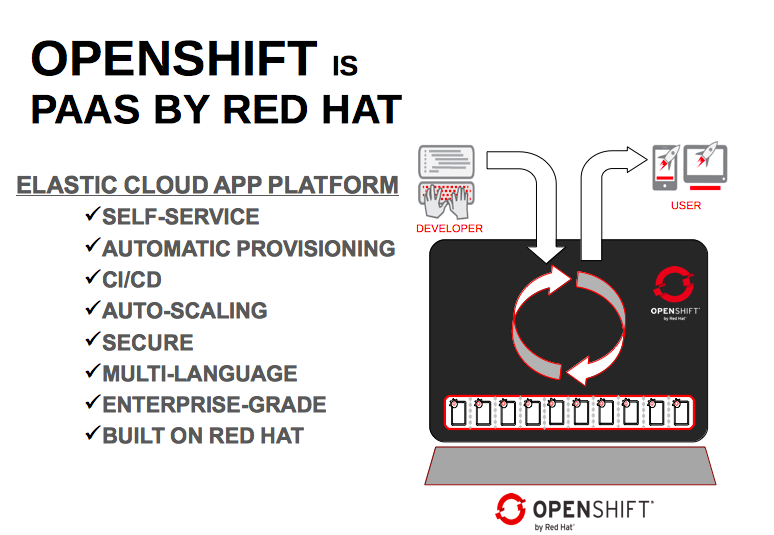 OPENSHIFT IS
PAAS BY RED HAT
ELASTIC CLOUD APP PLATFORM
✓SELF-SERVICE
✓AUTOMATIC PROVISIONING
✓CI/CD
✓AUTO-SCALING
✓SECURE
✓MULTI-LANGUAGE
✓ENTERPRISE-GRADE
✓BUILT ON RED HAT
DEVELOPER
USER
OPENSHIFT
by Red Hat
OPENSHIFT
by Red Hat